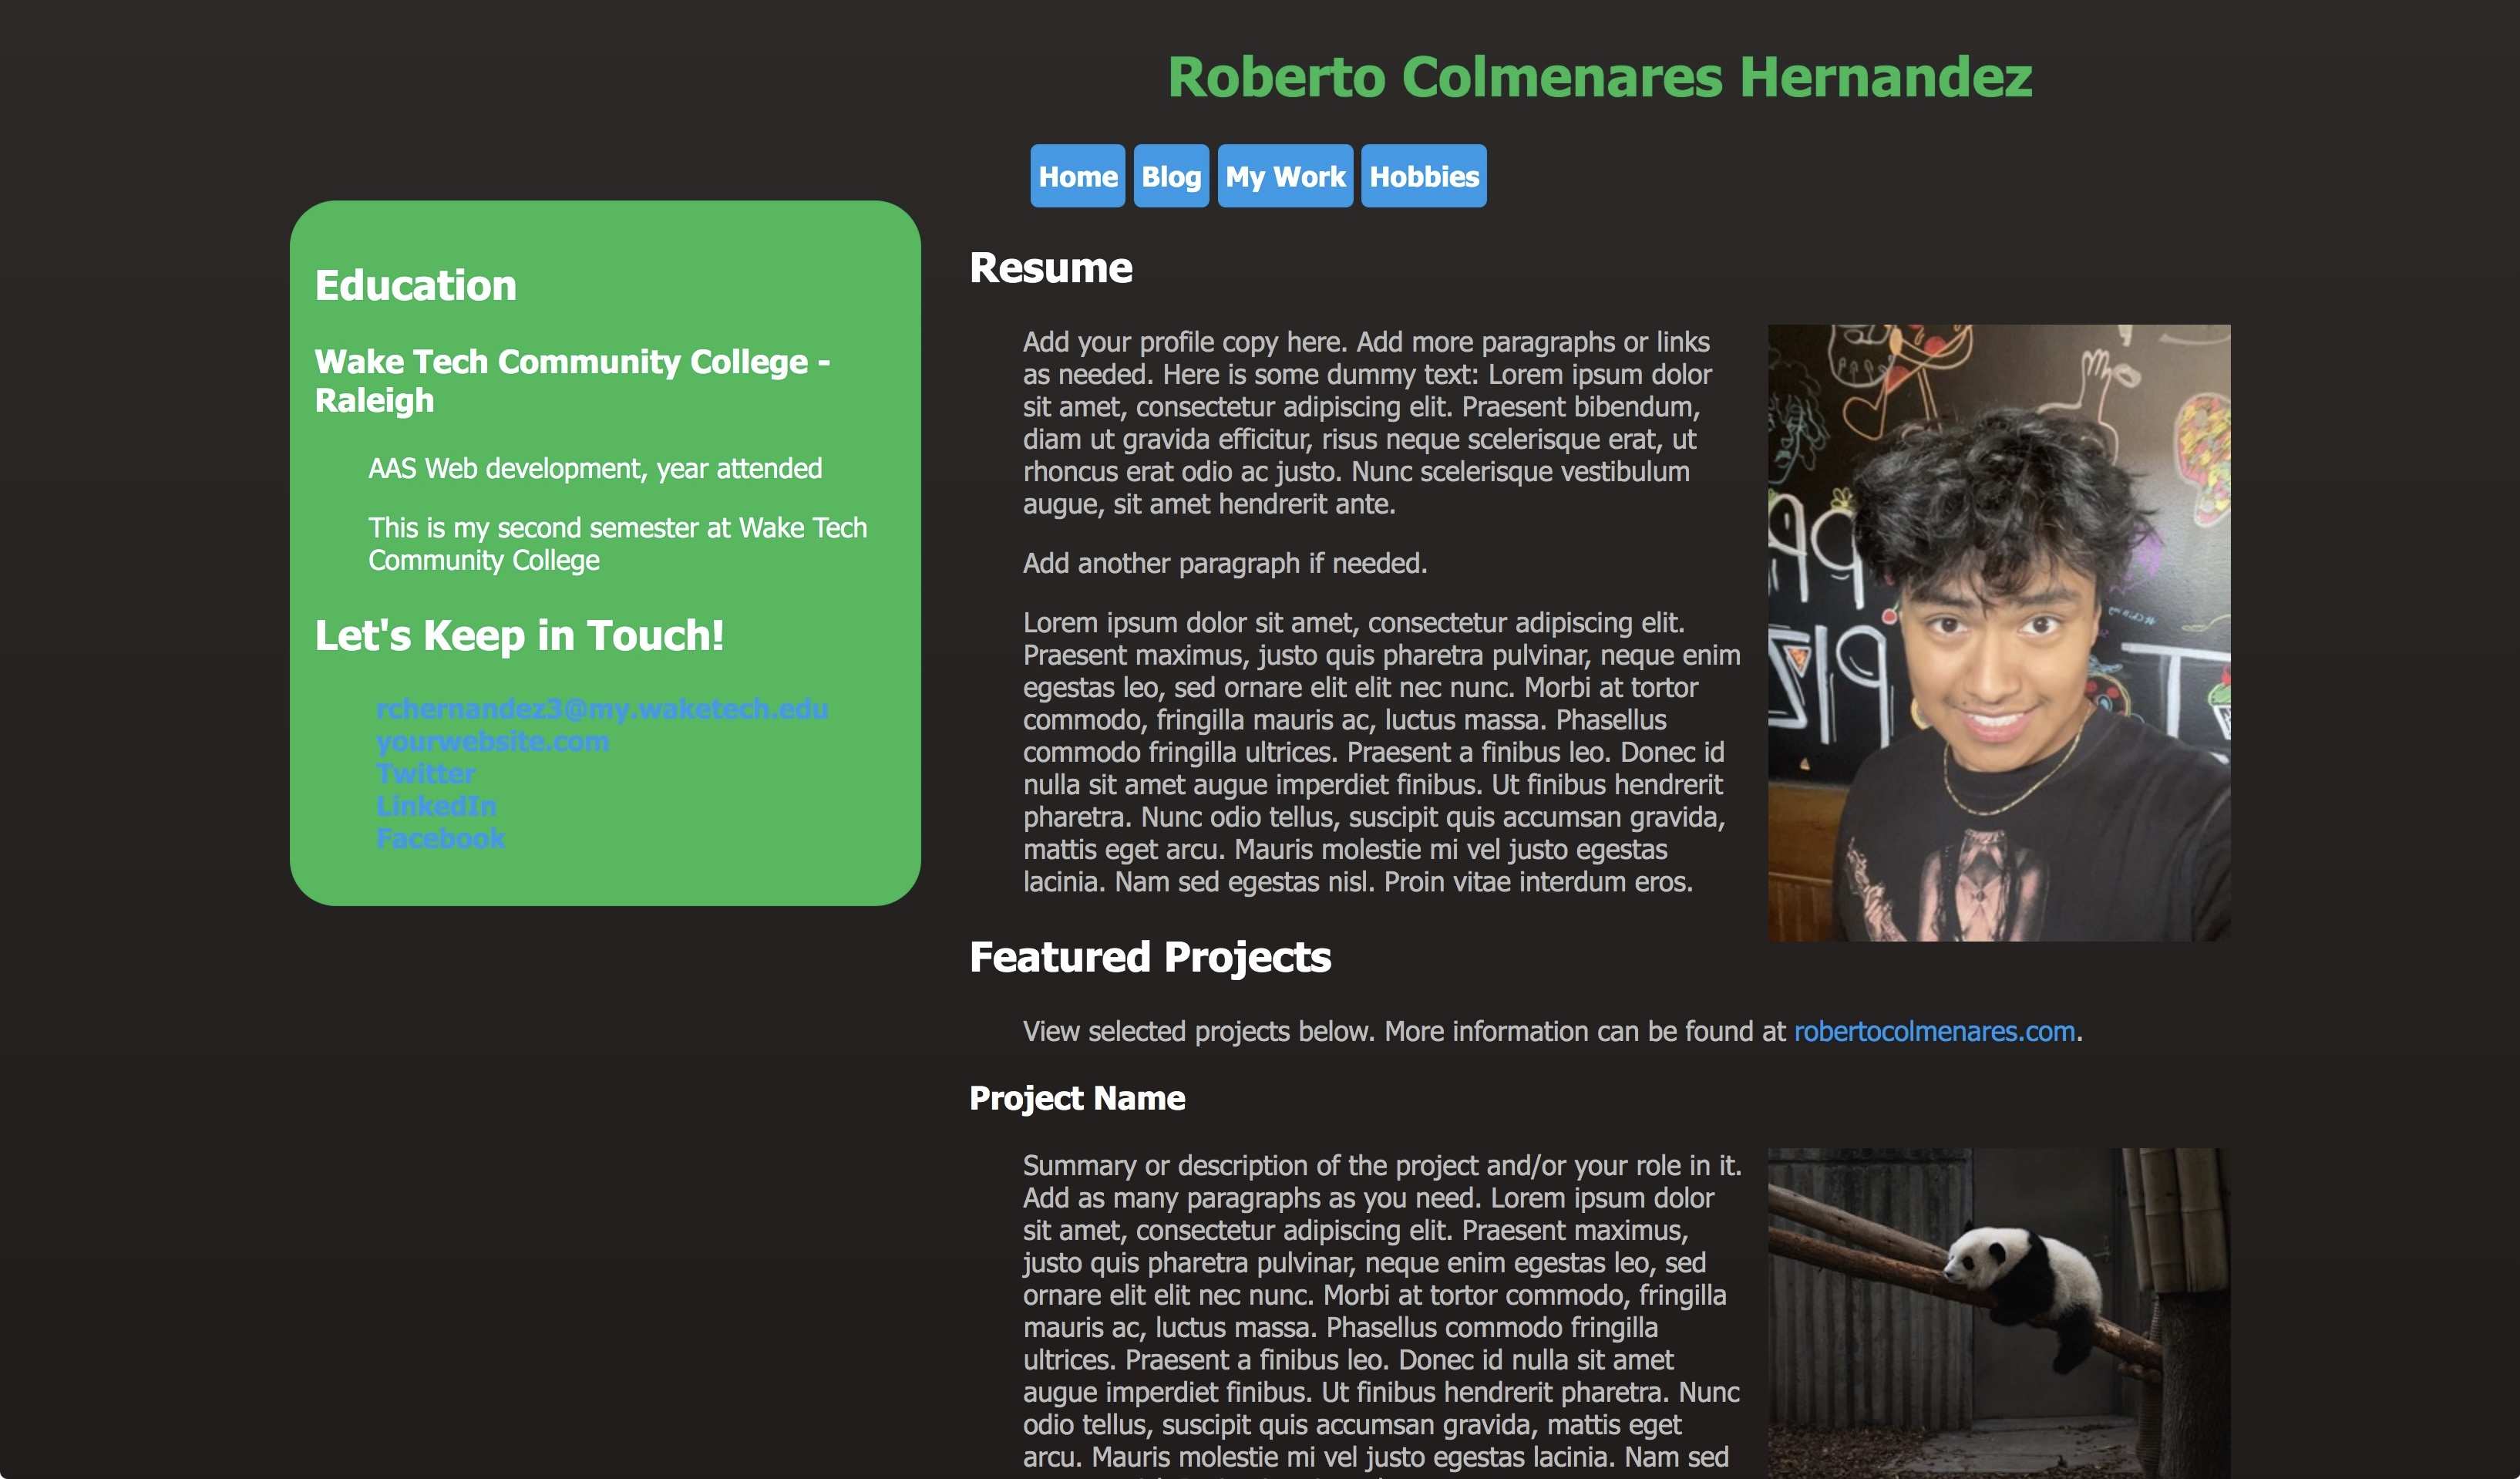 Roberto Colmenares Hernandez
Home Blog My Work Hobbies
Education
Wake Tech Community College -
Raleigh
AAS Web development, year attended
This is my second semester at Wake Tech
Community College
Let's Keep in Touch!
rchernandez3@my.waketech.edu
yourwebsite.com
Twitter
LinkedIn
Facebook
Resume
Add your profile copy here. Add more paragraphs or links
as needed. Here is some dummy text: Lorem ipsum dolor
sit amet, consectetur adipiscing elit. Praesent bibendum,
diam ut gravida efficitur, risus neque scelerisque erat, ut
rhoncus erat odio ac justo. Nunc scelerisque vestibulum
augue, sit amet hendrerit ante.
Add another paragraph if needed.
Lorem ipsum dolor sit amet, consectetur adipiscing elit.
Praesent maximus, justo quis pharetra pulvinar, neque enim
egestas leo, sed ornare elit elit nec nunc. Morbi at tortor
commodo, fringilla mauris ac, luctus massa. Phasellus
commodo fringilla ultrices. Praesent a finibus leo. Donec id
nulla sit amet augue imperdiet finibus. Ut finibus hendrerit
pharetra. Nunc odio tellus, suscipit quis accumsan gravida,
mattis eget arcu. Mauris molestie mi vel justo egestas
lacinia. Nam sed egestas nisl. Proin vitae interdum eros.
Featured Projects
View selected projects below. More information can be found at robertocolmenares.com.
Project Name
Summary or description of the project and/or your role in it.
Add as many paragraphs as you need. Lorem ipsum dolor
sit amet, consectetur adipiscing elit. Praesent maximus,
justo quis pharetra pulvinar, neque enim egestas leo, sed
ornare elit elit nec nunc. Morbi at tortor commodo, fringilla
mauris ac, luctus massa. Phasellus commodo fringilla
ultrices. Praesent a finibus leo. Donec id nulla sit amet
augue imperdiet finibus. Ut finibus hendrerit pharetra. Nunc
odio tellus, suscipit quis accumsan gravida, mattis eget
arcu. Mauris molestie mi vel justo egestas lacinia. Nam sed